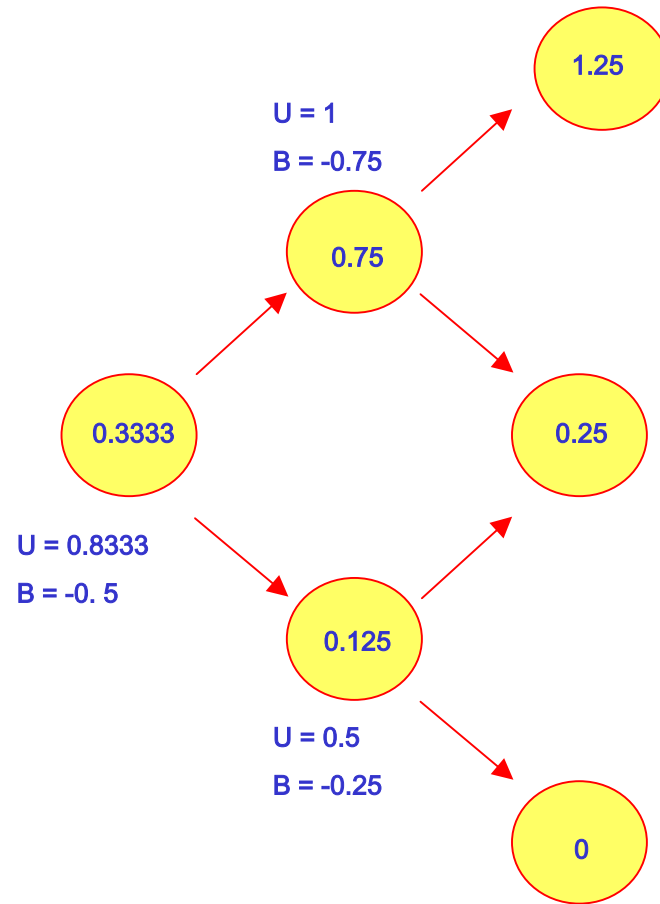 1.25
U = 1
B = -0.75
0.75
0.3333
0.25
U = 0.8333
B = -0. 5
0.125
U = 0.5
B = -0.25
0